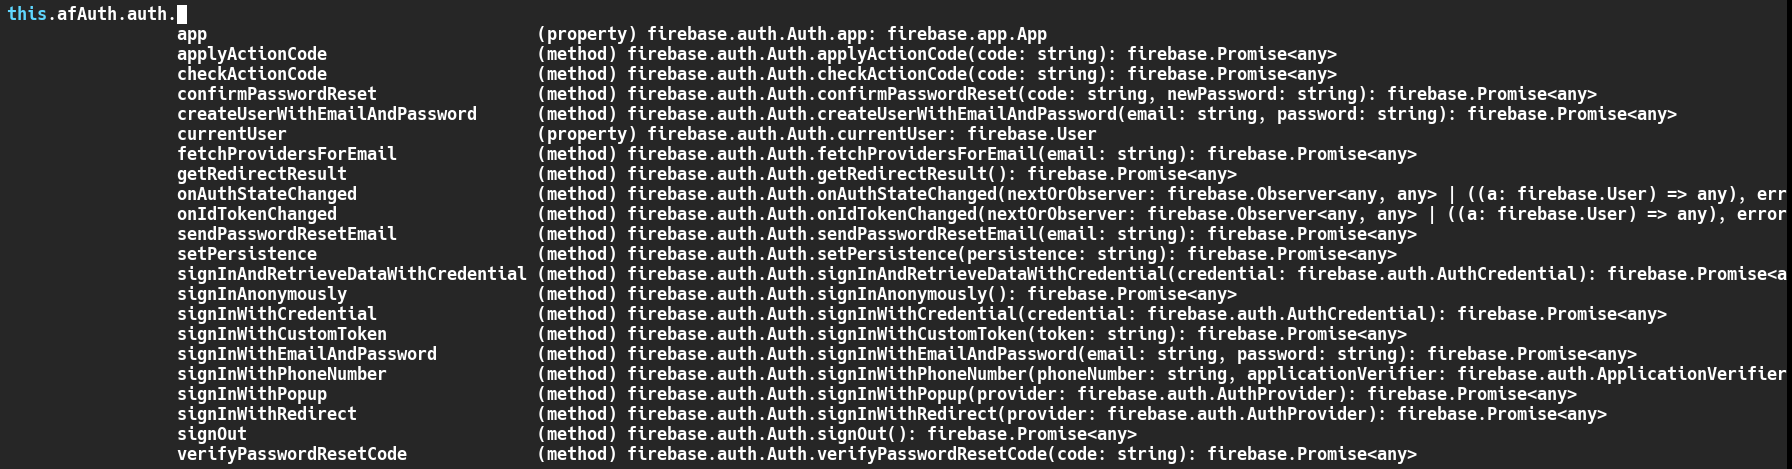 this.afAuth.auth.
app (property) firebase.auth.Auth.app: firebase.app.App
applyActionCode (method) firebase.auth.Auth.applyActionCode(code: string): firebase.Promise<any>
checkActionCode (method) firebase.auth.Auth.checkActionCode(code: string): firebase.Promise<any>
confirmPasswordReset (method) firebase.auth.Auth.confirmPasswordReset(code: string, newPassword: string): firebase.Promise<any>
createUserWithEmailAndPassword (method) firebase.auth.Auth.createUserWithEmailAndPassword(email: string, password: string): firebase.Promise<any>
currentUser (property) firebase.auth.Auth.currentUser: firebase.User
fetchProvidersForEmail (method) firebase.auth.Auth.fetchProvidersForEmail(email: string): firebase.Promise<any>
getRedirectResult (method) firebase.auth.Auth.getRedirectResult(): firebase.Promise<any>
onAuthStateChanged (method) firebase.auth.Auth.onAuthStateChanged(nextOrObserver: firebase.Observer<any, any> | ((a: firebase.User) => any), err
onIdTokenChanged (method) firebase.auth.Auth.onIdTokenChanged(nextOrObserver: firebase.Observer<any, any> | ((a: firebase.User) => any), error
sendPasswordResetEmail (method) firebase.auth.Auth.sendPasswordResetEmail(email: string): firebase.Promise<any>
setPersistence (method) firebase.auth.Auth.setPersistence(persistence: string): firebase.Promise<any>
signInAndRetrieveDataWithCredential (method) firebase.auth.Auth.signInAndRetrieveDataWithCredential(credential: firebase.auth.AuthCredential): firebase.Promise<a
signInAnonymously (method) firebase.auth.Auth.signInAnonymously(): firebase.Promise<any>
signInWithCredential (method) firebase.auth.Auth.signInWithCredential(credential: firebase.auth.AuthCredential): firebase.Promise<any>
signInWithCustomToken (method) firebase.auth.Auth.signInWithCustomToken(token: string): firebase.Promise<any>
signInWithEmailAndPassword (method) firebase.auth.Auth.signInWithEmailAndPassword(email: string, password: string): firebase.Promise<any>
signInWithPhoneNumber (method) firebase.auth.Auth.signInWithPhoneNumber(phoneNumber: string, applicationVerifier: firebase.auth.ApplicationVerifier
signInWithPopup (method) firebase.auth.Auth.signInWithPopup(provider: firebase.auth.AuthProvider): firebase.Promise<any>
signInWithRedirect (method) firebase.auth.Auth.signInWithRedirect(provider: firebase.auth.AuthProvider): firebase.Promise<any>
signOut (method) firebase.auth.Auth.signOut(): firebase.Promise<any>
verifyPasswordResetCode (method) firebase.auth.Auth.verifyPasswordResetCode(code: string): firebase.Promise<any>